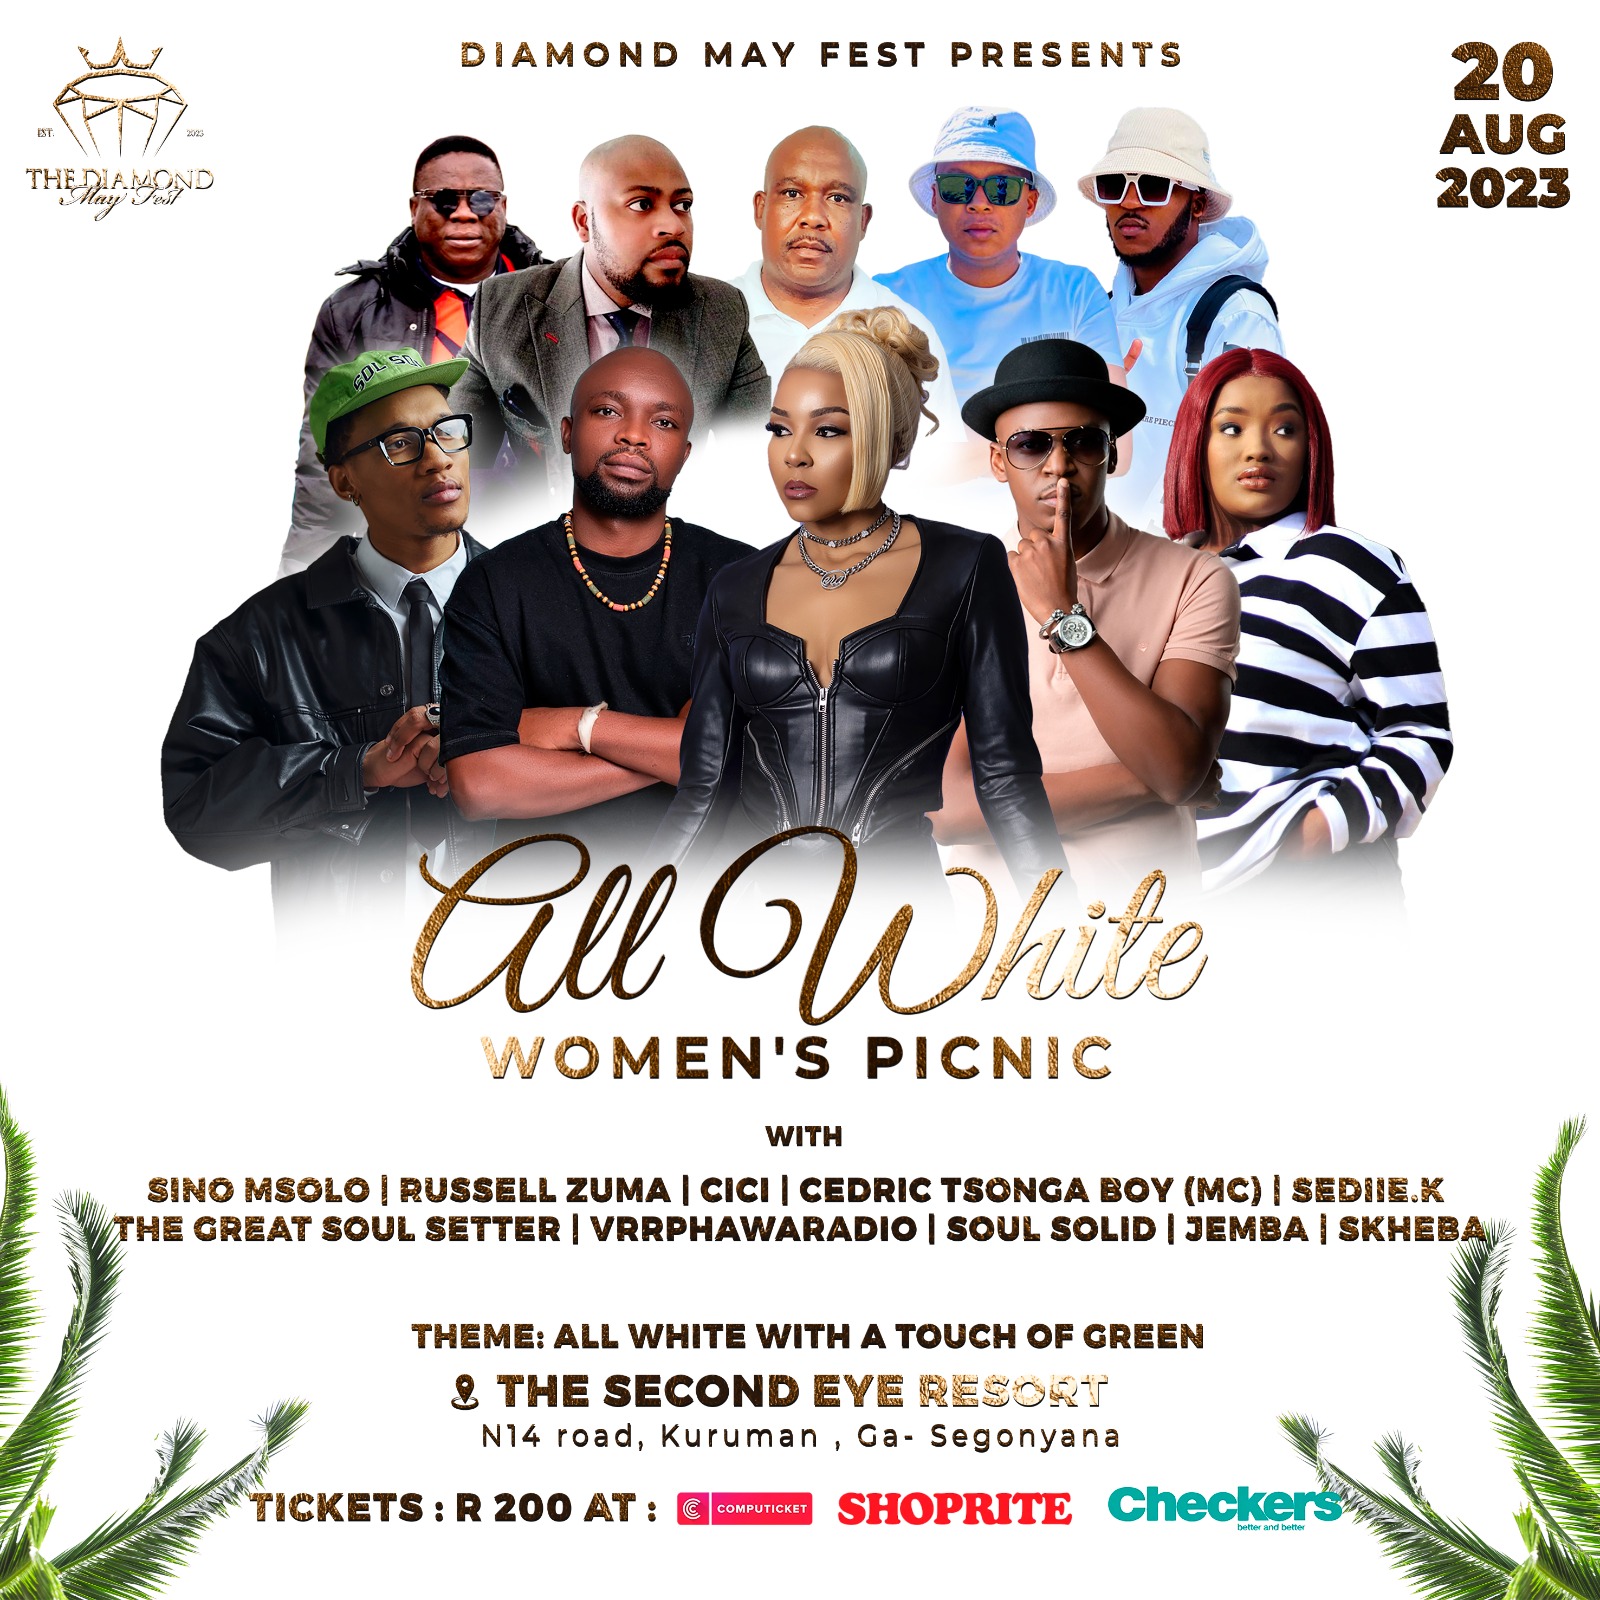 DIAMOND MAY FEST PRESENTS
EST. 2023
THE DIAMOND
May Fest
20
AUG
2023
SOL SOL
All White
WOMEN'S PICNIC
WITH
SINO MSOLO | RUSSELL ZUMA | CICI | CEDRIC TSONGA BOY (MC) | SEDIIE.K
THE GREAT SOUL SETTER | VRRPHAWARADIO | SOUL SOLID | JEMBA | SKHEBA
THEME: ALL WHITE WITH A TOUCH OF GREEN
THE SECOND EYE RESORT
N14 road, Kuruman , Ga- Segonyana
TICKETS : R 200 AT : COMPUTICKET SHOPRITE Checkers
better and better